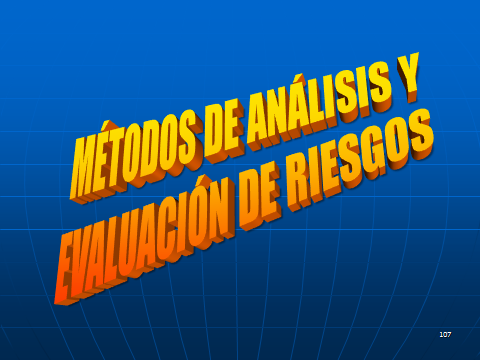 MÉTODOS DE ANÁLISIS Y
EVALUACIÓN DE RIESGOS
107